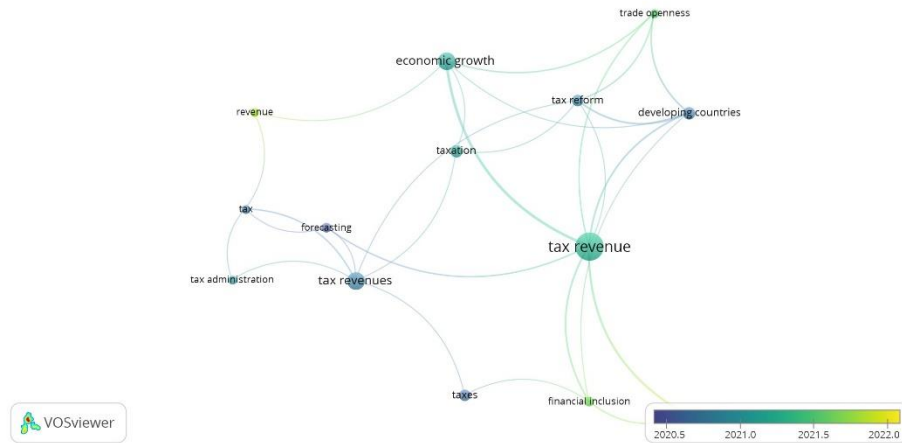 trade openness
economic growth
tax reform
developing countries
revenue
taxation
tax
forecasting
tax revenue
tax administration
tax revenues
taxes
financial inclusion
VOSviewer
2020.5 2021.0 2021.5 2022.0